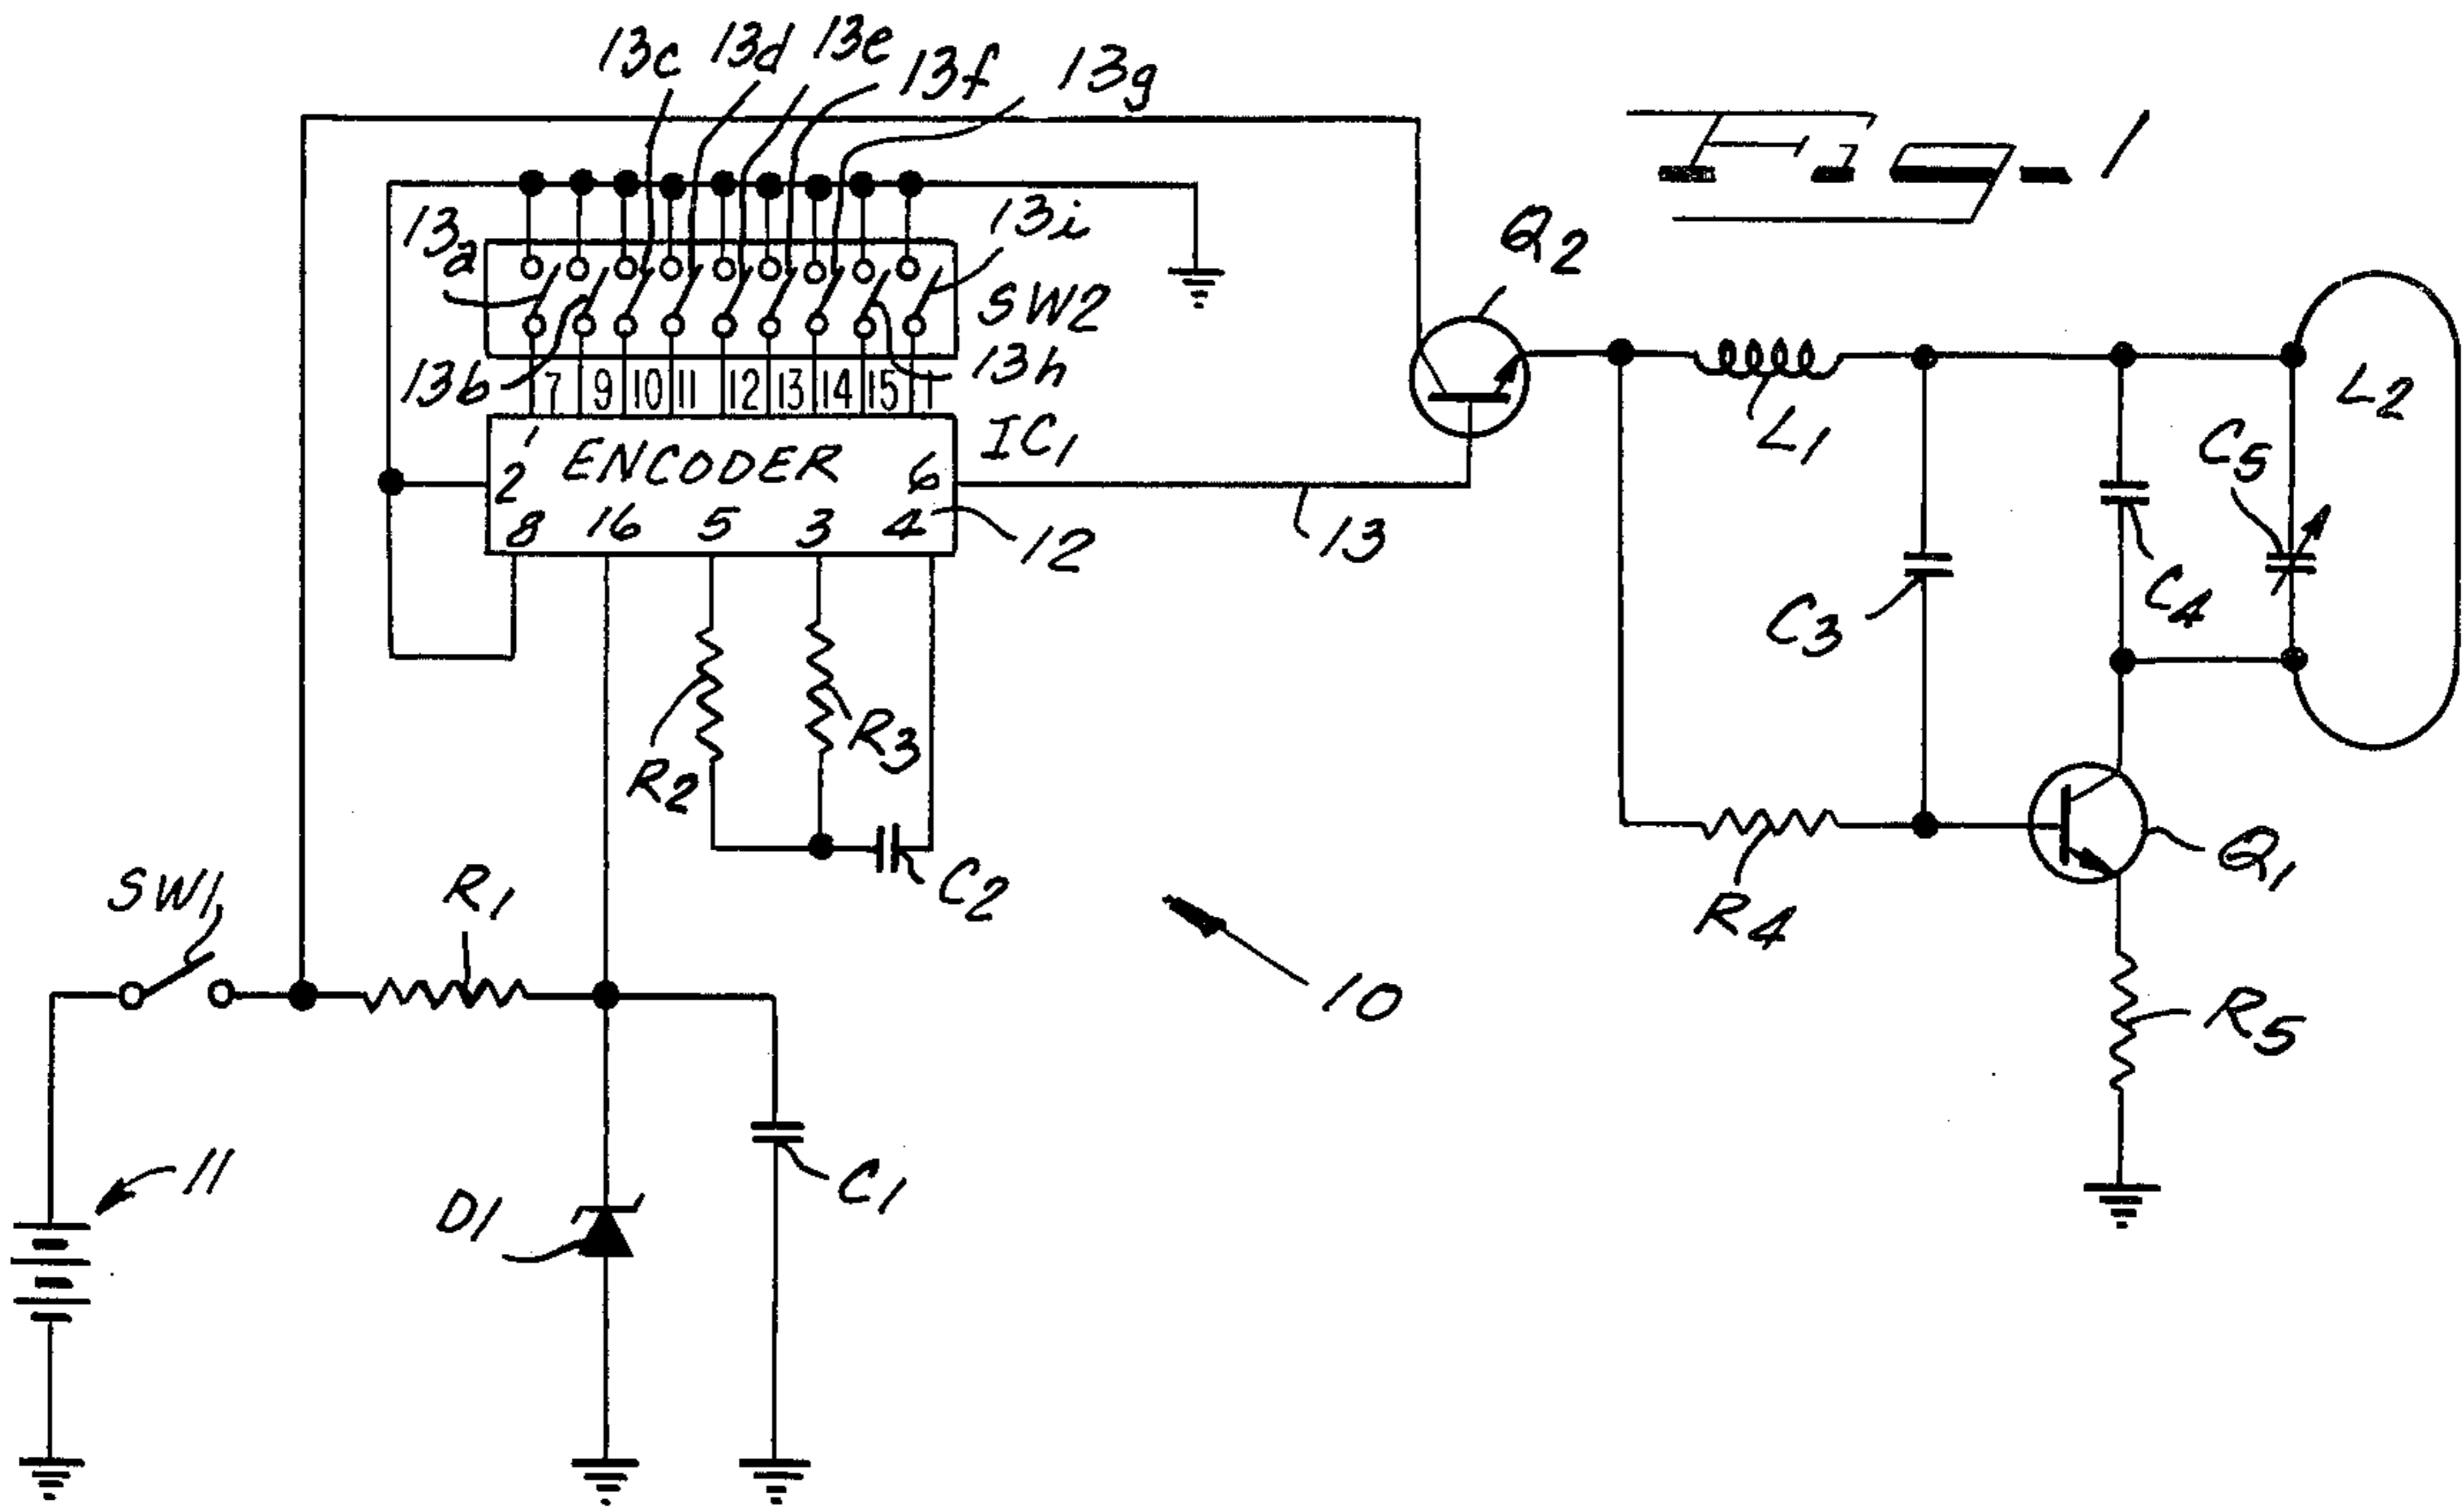 13c 13d 13e 13f 13g
Fig-1
13a 13i
Q2
SW2
13b 13h
7 9 10 11 12 13 14 15 1
L2
L1
IC1
1 ENCODER
2 6
C5
8 16 5 3 4
12
13
C4
C3
R2 R3
C2
SW1 R1
Q1
R4
10
R5
11
D1 C1